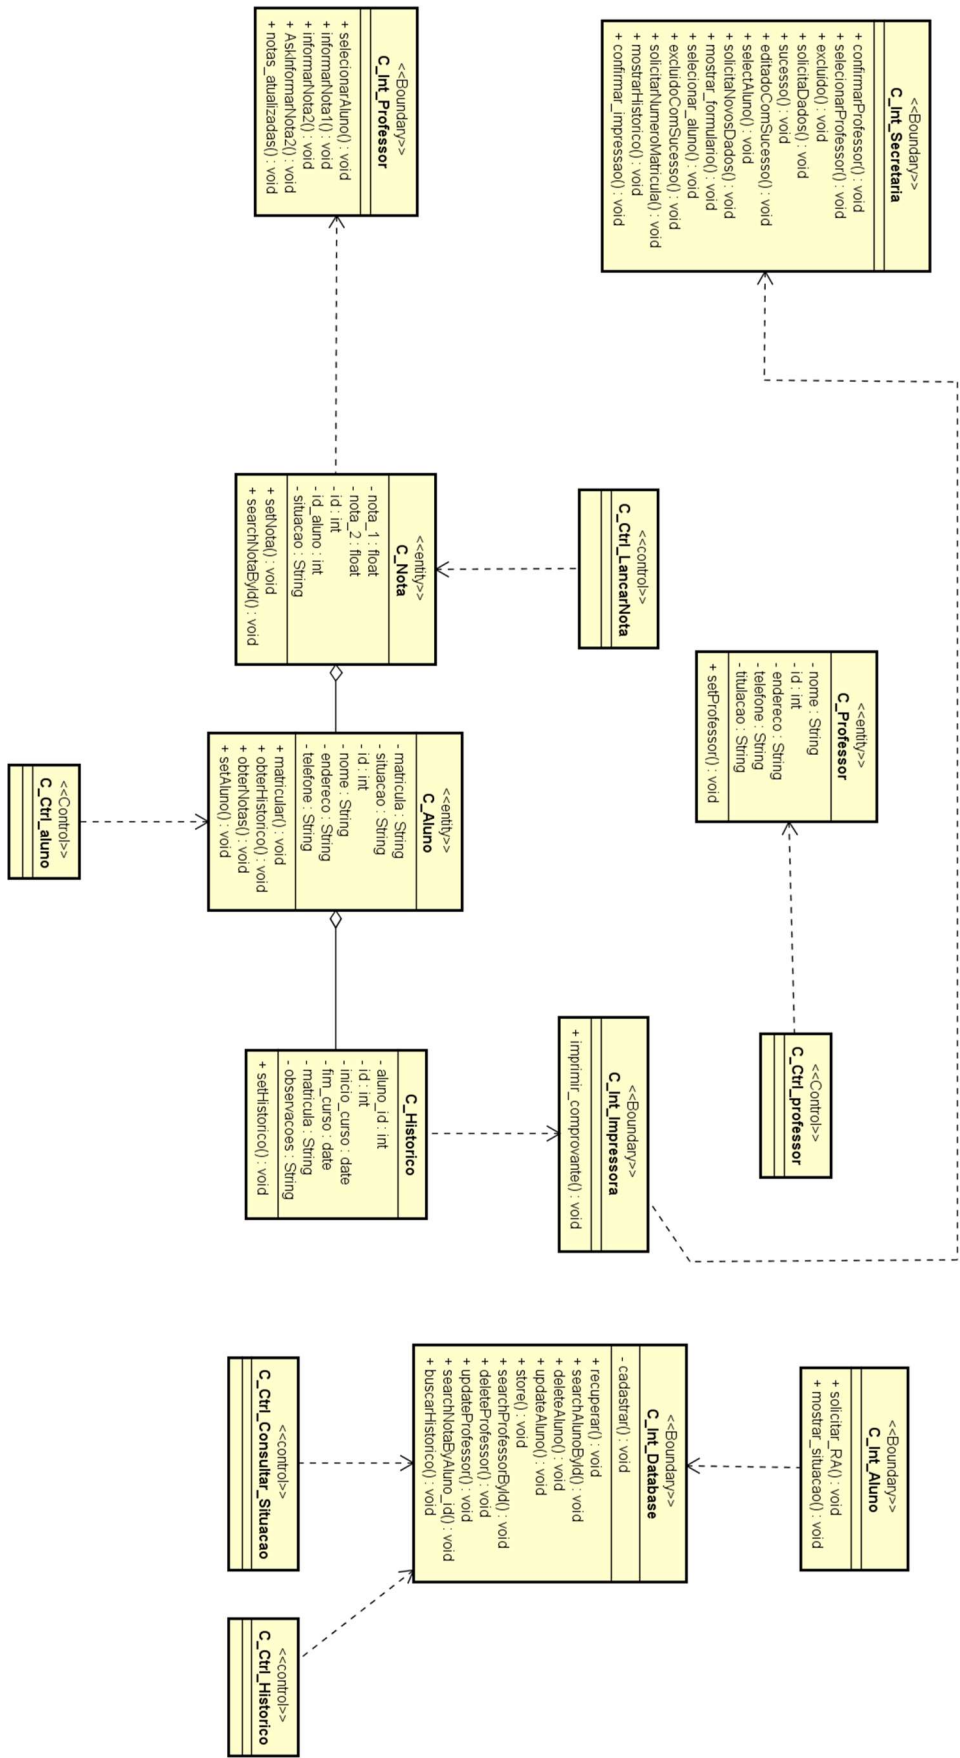 <<Boundary>>
C_Int_Secretaria
+ confirmarProfessor() : void
+ selecionarProfessor() : void
+ excluido() : void
+ solicitaDados() : void
+ sucesso() : void
+ editadoComSucesso() : void
+ selectAluno() : void
+ solicitaNovosDados() : void
+ mostrar_formulario() : void
+ selecionar_aluno() : void
+ excluidoComSucesso() : void
+ solicitarNumeroMatricula() : void
+ mostrarHistorico() : void
+ confirmar_impressao() : void
<<Boundary>>
C_Int_Professor
+ selecionarAluno() : void
+ informarNota1() : void
+ informarNota2() : void
+ AskInformarNota2() : void
+ notas_atualizadas() : void
<<control>>
C_Ctrl_LancarNota
<<entity>>
C_Nota
- nota_1 : float
- nota_2 : float
- id : int
- id_aluno : int
- situacao : String
+ setNota() : void
+ searchNotaById() : void
<<entity>>
C_Professor
- nome : String
- id : int
- endereco : String
- telefone : String
- titulacao : String
+ setProfessor() : void
<<entity>>
C_Aluno
- matricula : String
- situacao : String
- id : int
- nome : String
- endereco : String
- telefone : String
+ matricular() : void
+ obterHistorico() : void
+ obterNotas() : void
+ setAluno() : void
<<Control>>
C_Ctrl_aluno
<<Control>>
C_Ctrl_professor
<<Boundary>>
C_Int_Impressora
+ imprimir_comprovante() : void
C_Historico
- aluno_id : int
- id : int
- inicio_curso : date
- fim_curso : date
- matricula : String
- observacoes : String
+ setHistorico() : void
<<Boundary>>
C_Int_Aluno
+ solicitar_RA() : void
+ mostrar_situacao() : void
<<Boundary>>
C_Int_Database
- cadastrar() : void
+ recuperar() : void
+ searchAlunoById() : void
+ deleteAluno() : void
+ updateAluno() : void
+ store() : void
+ searchProfessorById() : void
+ deleteProfessor() : void
+ updateProfessor() : void
+ searchNotaByAluno_id() : void
+ buscarHistorico() : void
<<control>>
C_Ctrl_Consultar_Situacao
<<control>>
C_Ctrl_Historico